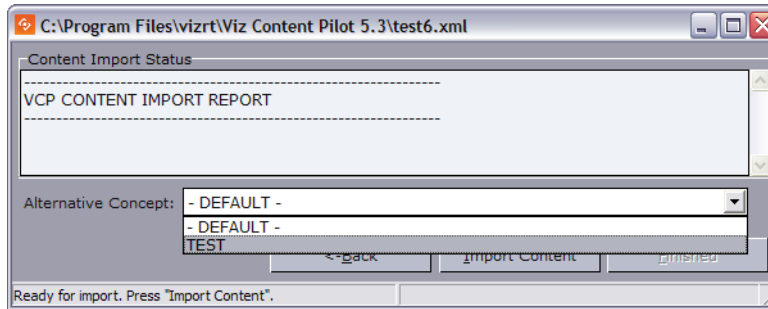 C:\Program Files\vizrt\Viz Content Pilot 5.3\test6.xml
Content Import Status
------------------------------------------------------------------
VCP CONTENT IMPORT REPORT
------------------------------------------------------------------
Alternative Concept: - DEFAULT -
- DEFAULT -
TEST
<-Back Import Content Finished
Ready for import. Press "Import Content".